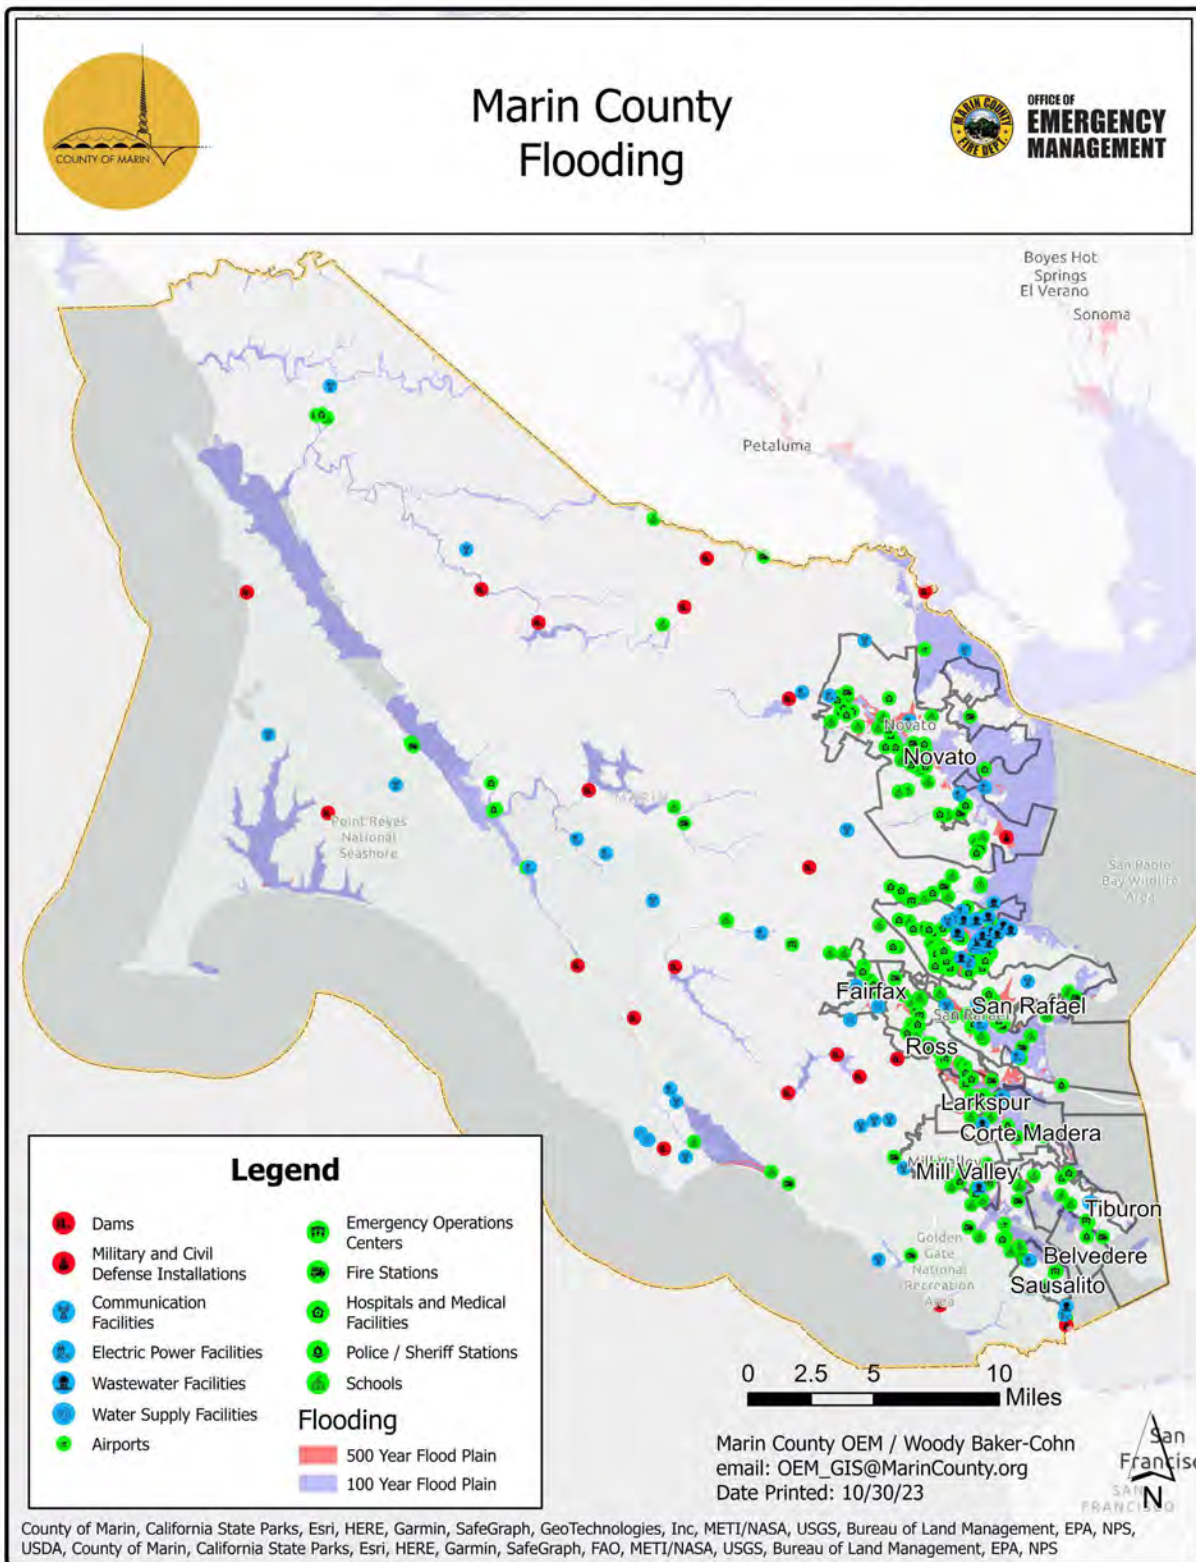 COUNTY OF MARIN
Marin County
Flooding
MARIN COUNTY
FIRE DEPT.
OFFICE OF
EMERGENCY
MANAGEMENT
Boyes Hot
Springs
El Verano
Sonoma
Petaluma
Novato
Novato
MARIN
Point Reyes
National
Seashore
San Pablo
Bay Wildlife
Area
Fairfax
San Rafael
San Rafael
Ross
Larkspur
Corte Madera
Mill Valley
Mill Valley
Tiburon
Golden
Gate
National
Recreation
Area
Belvedere
Sausalito
Legend
Dams
Military and Civil
Defense Installations
Communication
Facilities
Electric Power Facilities
Wastewater Facilities
Water Supply Facilities
Airports
Emergency Operations
Centers
Fire Stations
Hospitals and Medical
Facilities
Police / Sheriff Stations
Schools
Flooding
500 Year Flood Plain
100 Year Flood Plain
0 2.5 5 10
Miles
Marin County OEM / Woody Baker-Cohn
email: OEM_GIS@MarinCounty.org
Date Printed: 10/30/23
San
Francisc
SAN
FRANCISCO
N
County of Marin, California State Parks, Esri, HERE, Garmin, SafeGraph, GeoTechnologies, Inc, METI/NASA, USGS, Bureau of Land Management, EPA, NPS,
USDA, County of Marin, California State Parks, Esri, HERE, Garmin, SafeGraph, FAO, METI/NASA, USGS, Bureau of Land Management, EPA, NPS